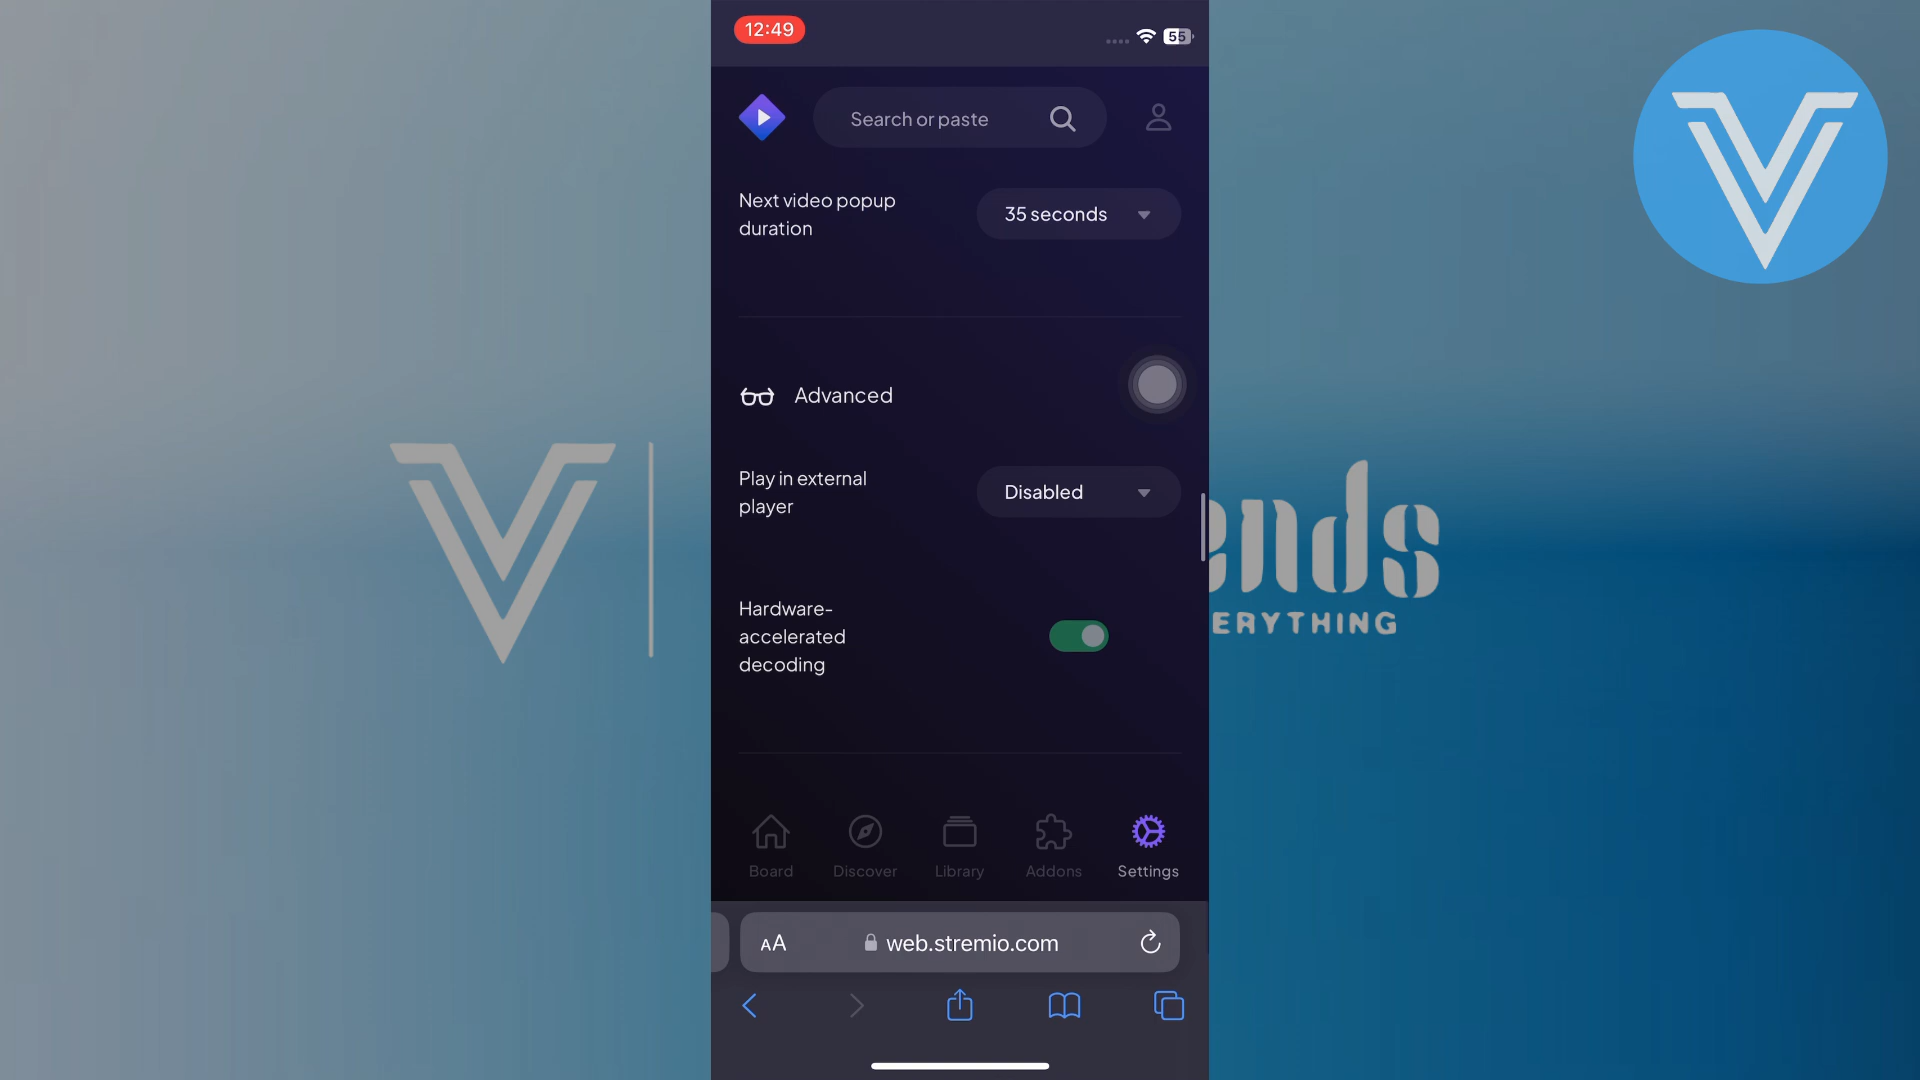 12:49
55
Search or paste
Next video popup
duration
35 seconds
Advanced
Play in external
player
Disabled
Hardware-
accelerated
decoding
ends
ERYTHING
Board
Discover
Library
Addons
Settings
AA
web.stremio.com